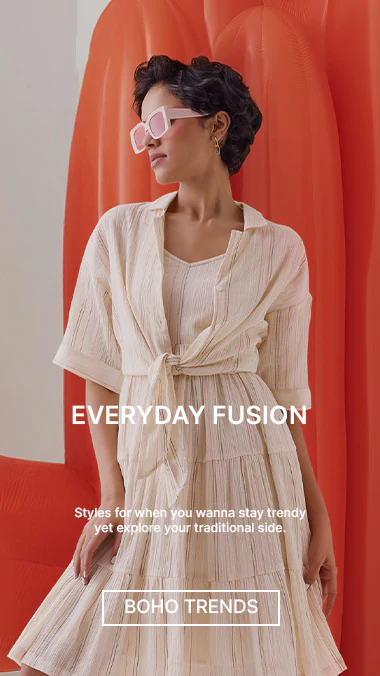 EVERYDAY FUSION
Styles for when you wanna stay trendy
yet explore your traditional side.
BOHO TRENDS